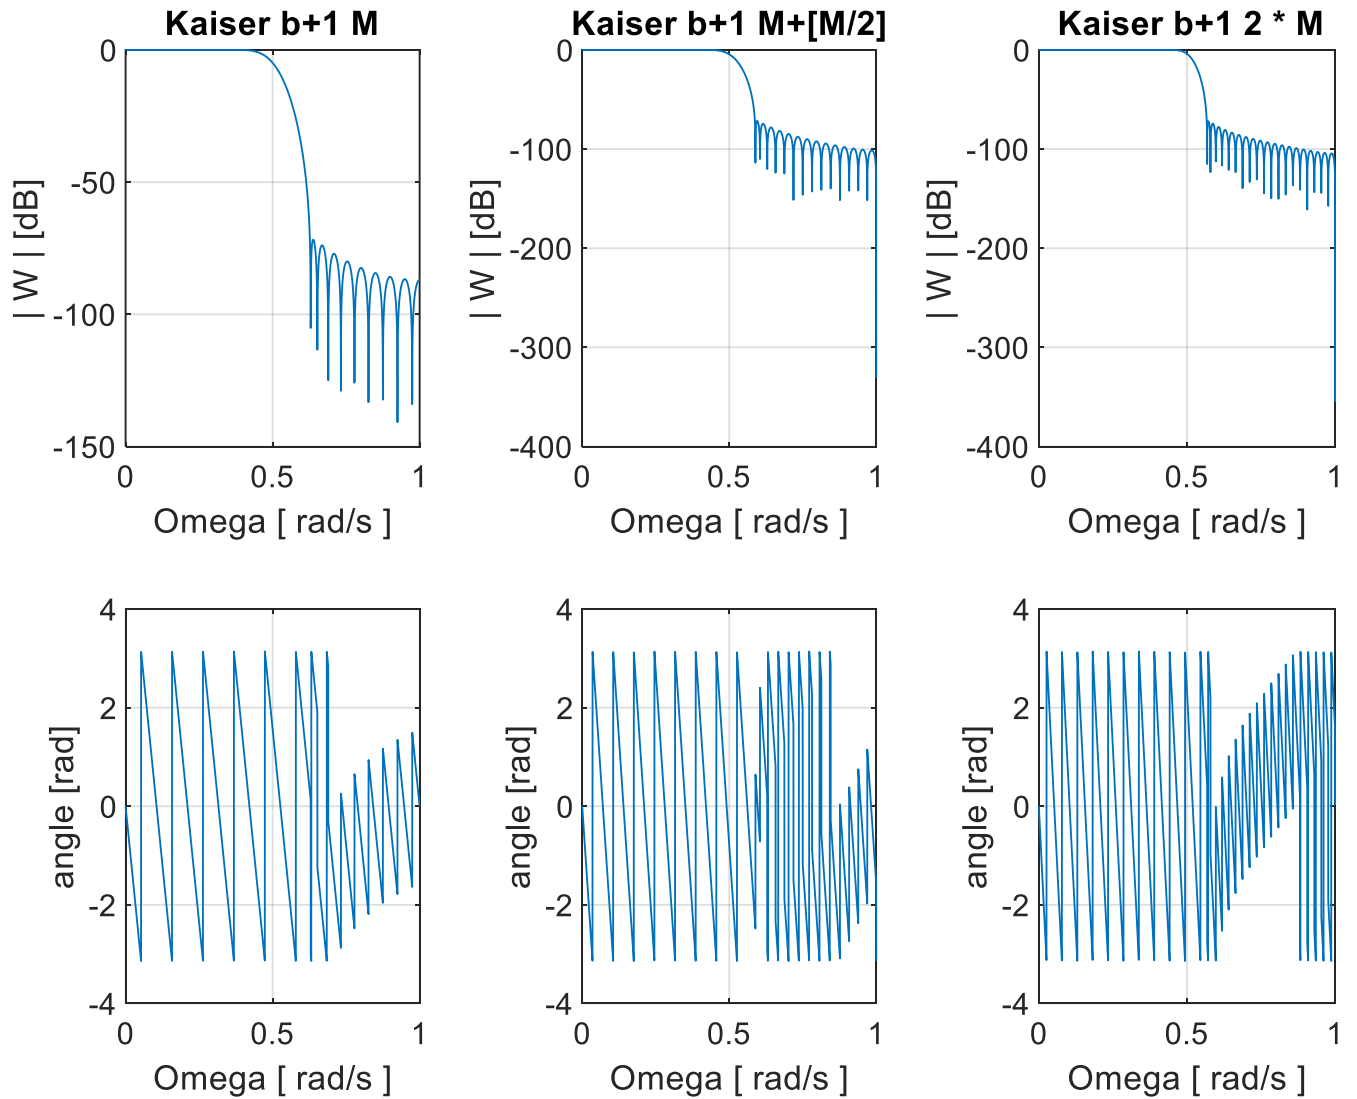 Kaiser b+1 M
Kaiser b+1 M+[M/2]
Kaiser b+1 2 * M
| W | [dB]
0
-50
-100
-150
0 0.5 1
Omega [ rad/s ]
| W | [dB]
0
-100
-200
-300
-400
0 0.5 1
Omega [ rad/s ]
| W | [dB]
0
-100
-200
-300
-400
0 0.5 1
Omega [ rad/s ]
angle [rad]
4
2
0
-2
-4
0 0.5 1
Omega [ rad/s ]
angle [rad]
4
2
0
-2
-4
0 0.5 1
Omega [ rad/s ]
angle [rad]
4
2
0
-2
-4
0 0.5 1
Omega [ rad/s ]